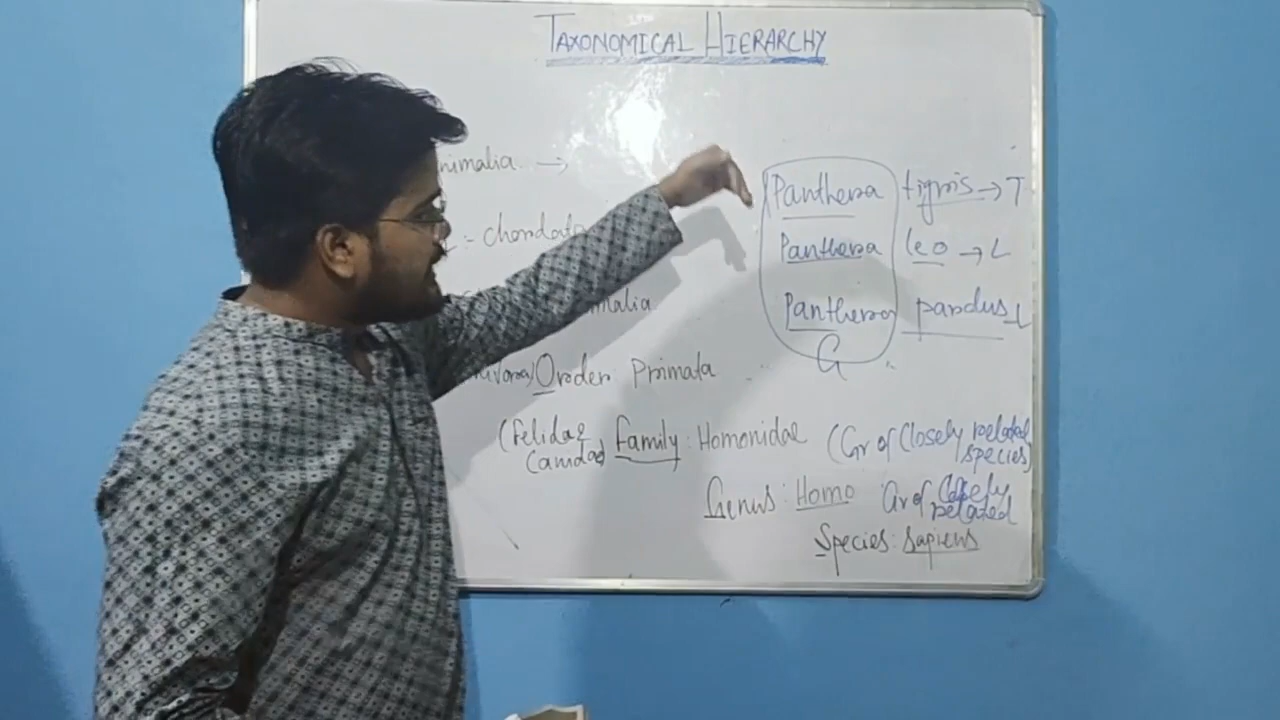 TAXONOMICAL HIERARCHY
nimalia →
Panthera tigris → T
:- chordata
Panthera leo → L
malia
Panthera pardus L
G
Order Primata
(Felidae
Canidae) Family : Homonidae (Gr of Closely related
species)
Genus : Homo Gr of Closely
related
Species : Sapiens